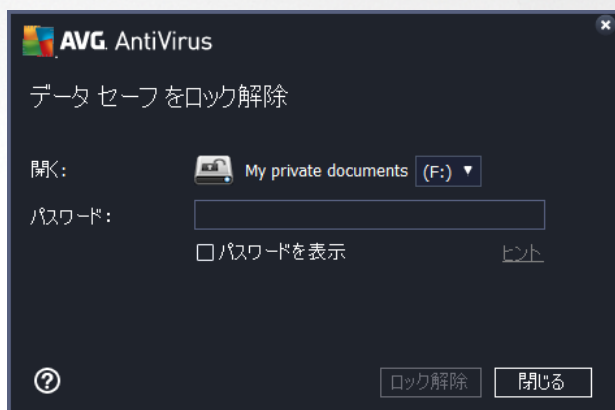 AVG. AntiVirus
データ セーフ をロック解除
開く: My private documents (F:)
パスワード:
パスワードを表示 ヒント
ロック解除 閉じる